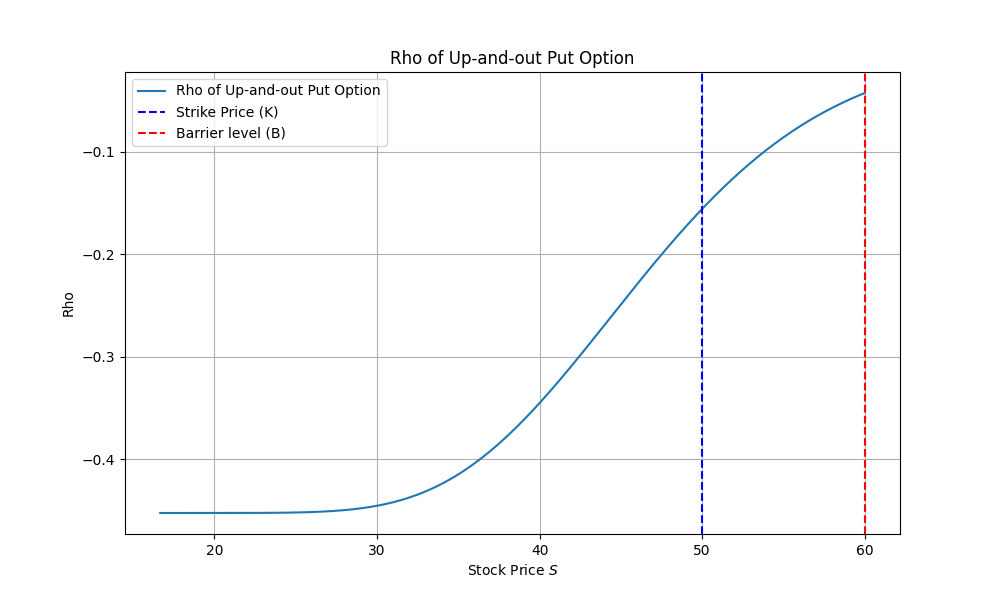 Rho of Up-and-out Put Option
Rho of Up-and-out Put Option
Strike Price (K)
Barrier level (B)
−0.1
−0.2
−0.3
−0.4
Rho
20 30 40 50 60
Stock Price S